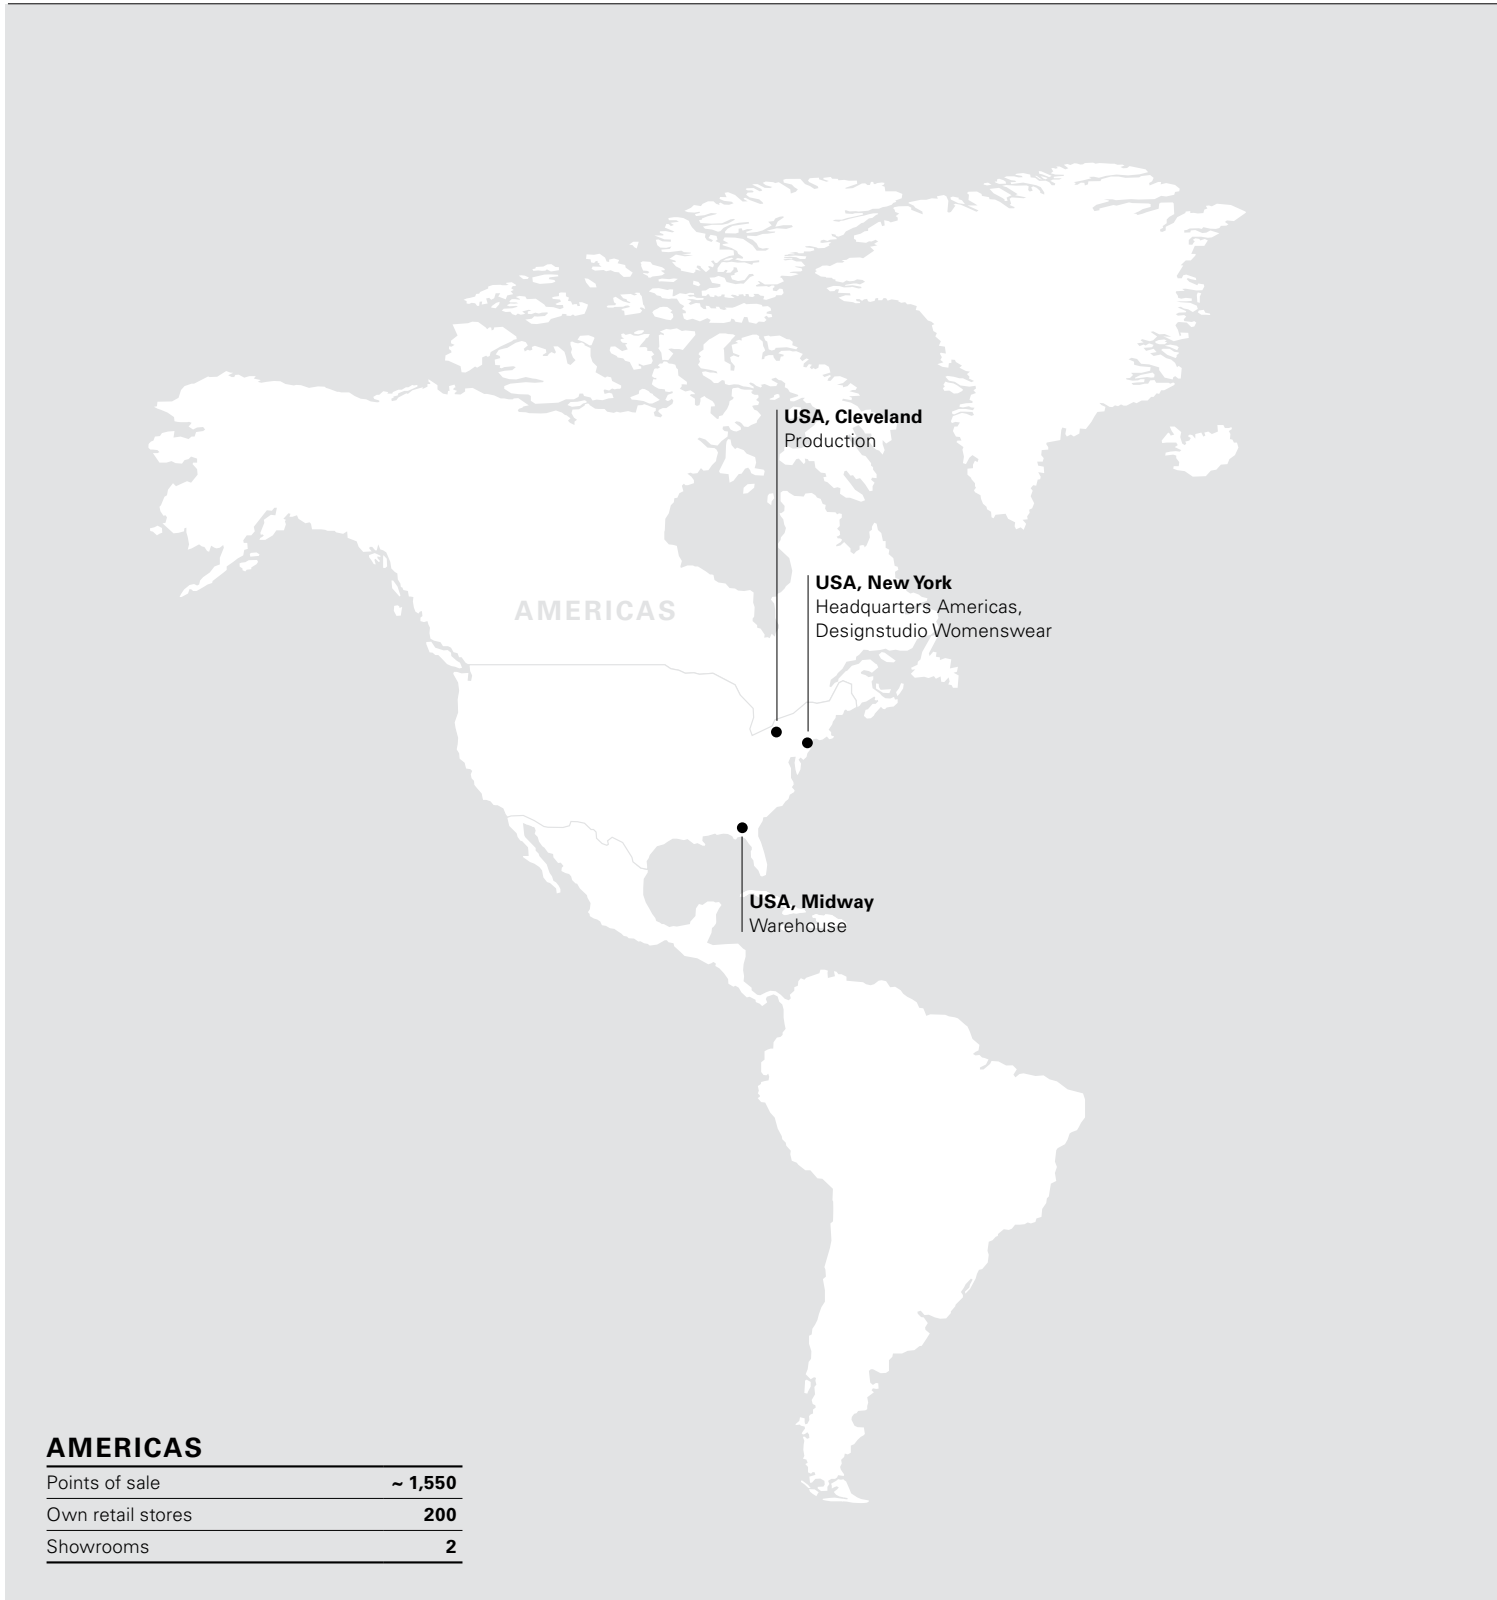 USA, Cleveland
Production
USA, New York
Headquarters Americas,
Designstudio Womenswear
AMERICAS
USA, Midway
Warehouse
AMERICAS
Points of sale ~ 1,550
Own retail stores 200
Showrooms 2